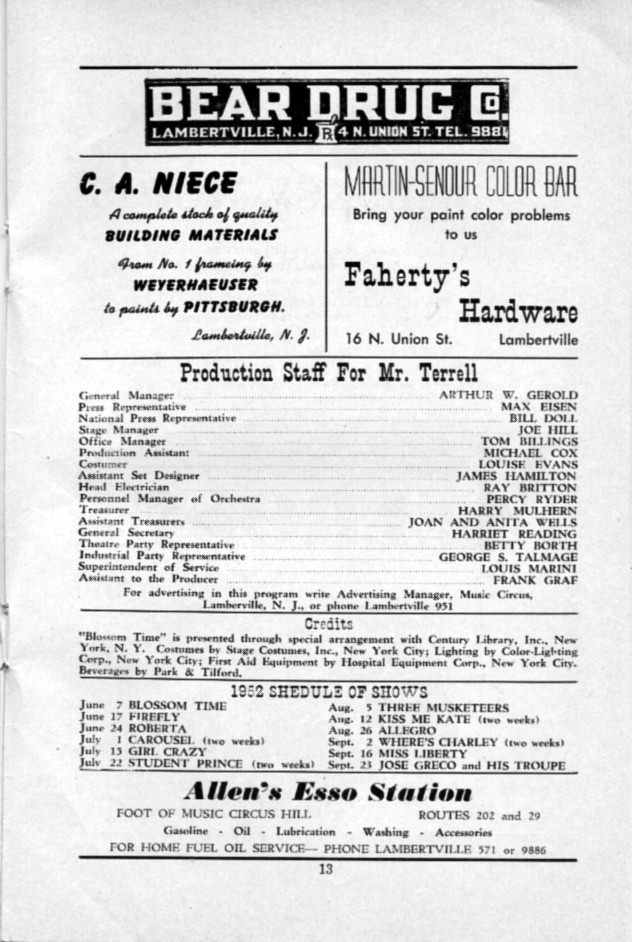 BEAR DRUG CO.
LAMBERTVILLE, N. J. Rx 4 N. UNION ST. TEL. 9881
C. A. NIECE
A complete stock of quality
BUILDING MATERIALS
From No. 1 frameing by
WEYERHAEUSER
to paints by PITTSBURGH.
Lambertville, N. J.
MARTIN-SENOUR COLOR BAR
Bring your paint color problems
to us
Faherty's
Hardware
16 N. Union St. Lambertville
Production Staff For Mr. Terrell
General Manager ARTHUR W. GEROLD
Press Representative MAX EISEN
National Press Representative BILL DOLL
Stage Manager JOE HILL
Office Manager TOM BILLINGS
Production Assistant MICHAEL COX
Costumer LOUISE EVANS
Assistant Set Designer JAMES HAMILTON
Head Electrician RAY BRITTON
Personnel Manager of Orchestra PERCY RYDER
Treasurer HARRY MULHERN
Assistant Treasurers JOAN AND ANITA WELLS
General Secretary HARRIET READING
Theatre Party Representative BETTY BORTH
Industrial Party Representative GEORGE S. TALMAGE
Superintendent of Service LOUIS MARINI
Assistant to the Producer FRANK GRAF
For advertising in this program write Advertising Manager, Music Circus,
Lamberville, N. J., or phone Lambertville 951
Credits
"Blossom Time" is presented through special arrangement with Century Library, Inc., New
York, N. Y. Costumes by Stage Costumes, Inc., New York City; Lighting by Color-Lighting
Corp., New York City; First Aid Equipment by Hospital Equipment Corp., New York City.
Beverages by Park & Tilford.
1952 SHEDULE OF SHOWS
June 7 BLOSSOM TIME
June 17 FIREFLY
June 24 ROBERTA
July 1 CAROUSEL (two weeks)
July 15 GIRL CRAZY
July 22 STUDENT PRINCE (two weeks)
Aug. 5 THREE MUSKETEERS
Aug. 12 KISS ME KATE (two weeks)
Aug. 26 ALLEGRO
Sept. 2 WHERE'S CHARLEY (two weeks)
Sept. 16 MISS LIBERTY
Sept. 23 JOSE GRECO and HIS TROUPE
Allen's Esso Station
FOOT OF MUSIC CIRCUS HILL ROUTES 202 and 29
Gasoline - Oil - Lubrication - Washing - Accessories
FOR HOME FUEL OIL SERVICE— PHONE LAMBERTVILLE 571 or 9886
13